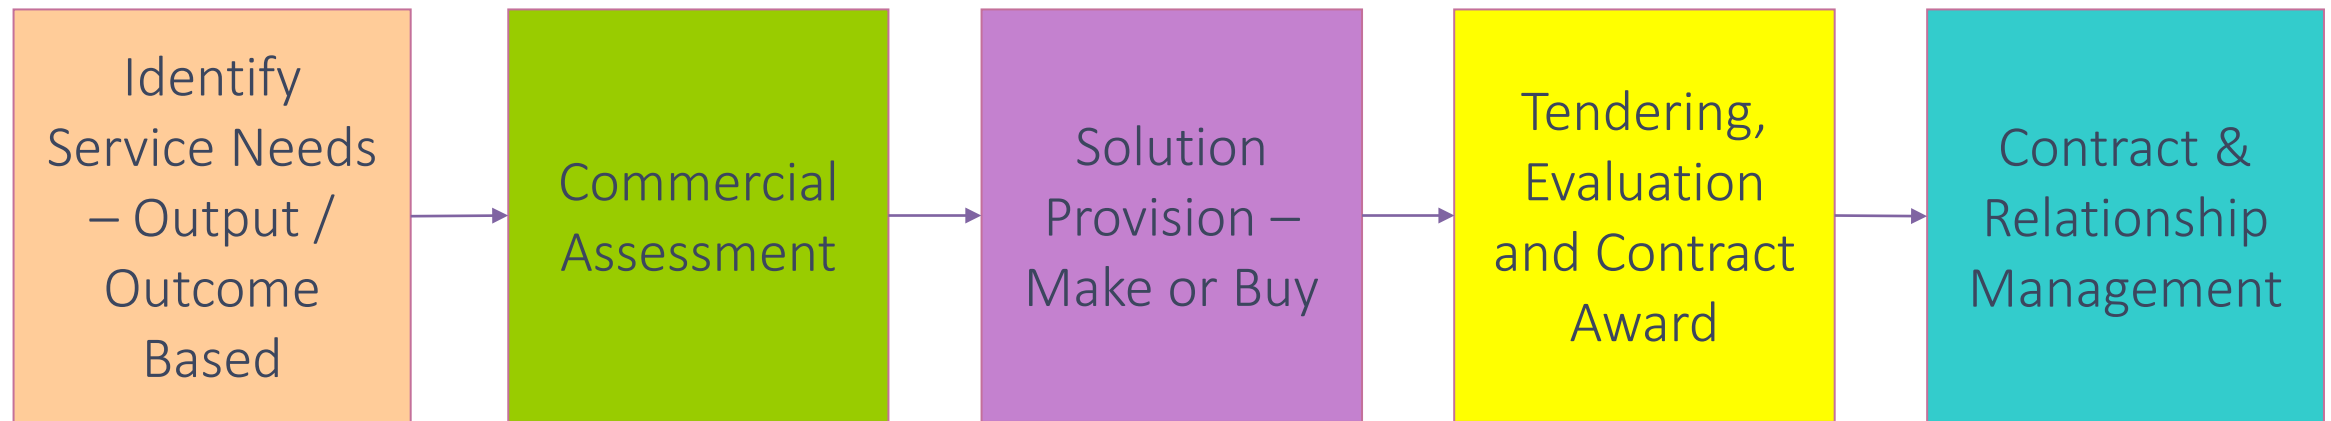 Identify
Service Needs
– Output /
Outcome
Based
Commercial
Assessment
Solution
Provision –
Make or Buy
Tendering,
Evaluation
and Contract
Award
Contract &
Relationship
Management